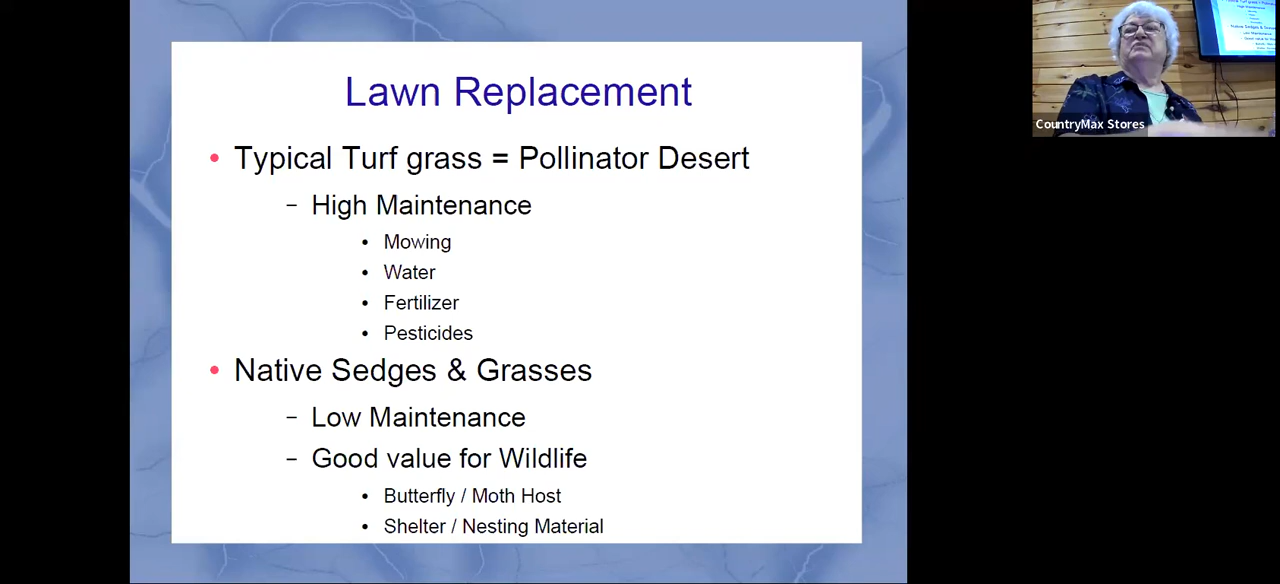 Lawn Replacement
• Typical Turf grass = Pollinator Desert
– High Maintenance
• Mowing
• Water
• Fertilizer
• Pesticides
• Native Sedges & Grasses
– Low Maintenance
– Good value for Wildlife
• Butterfly / Moth Host
• Shelter / Nesting Material
CountryMax Stores